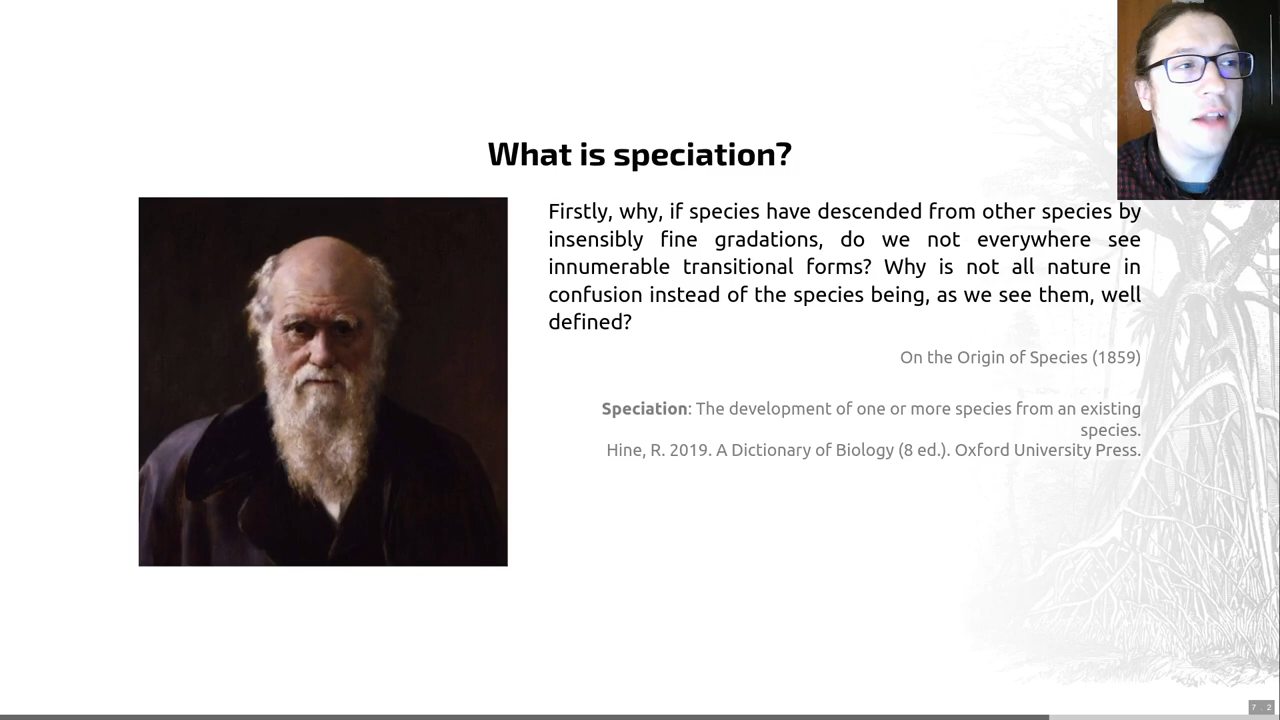 What is speciation?
Firstly, why, if species have descended from other species by
insensibly fine gradations, do we not everywhere see
innumerable transitional forms? Why is not all nature in
confusion instead of the species being, as we see them, well
defined?
On the Origin of Species (1859)
Speciation: The development of one or more species from an existing
species.
Hine, R. 2019. A Dictionary of Biology (8 ed.). Oxford University Press.
7 . 2